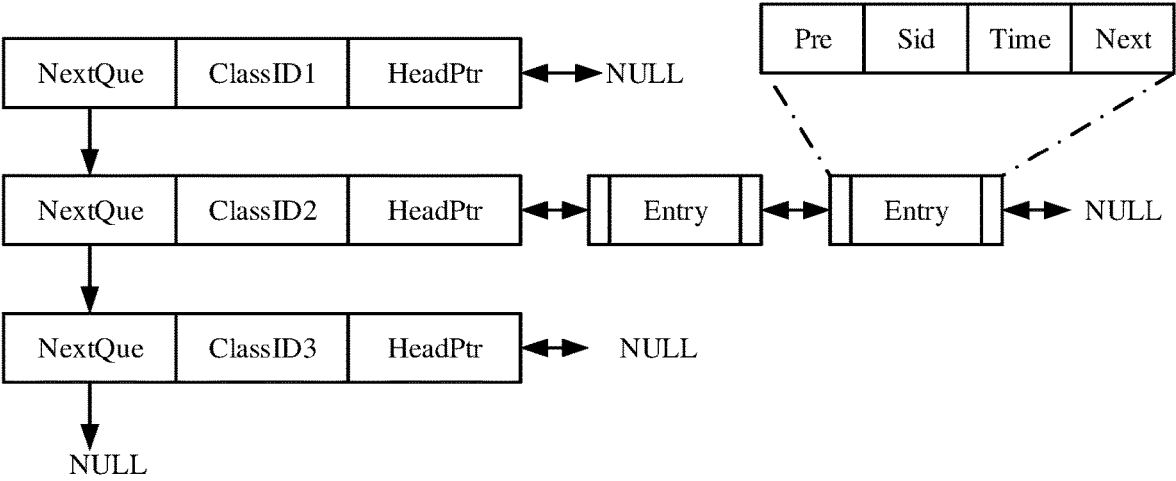 Pre Sid Time Next
NextQue ClassID1 HeadPtr NULL
NextQue ClassID2 HeadPtr Entry Entry NULL
NextQue ClassID3 HeadPtr NULL
NULL